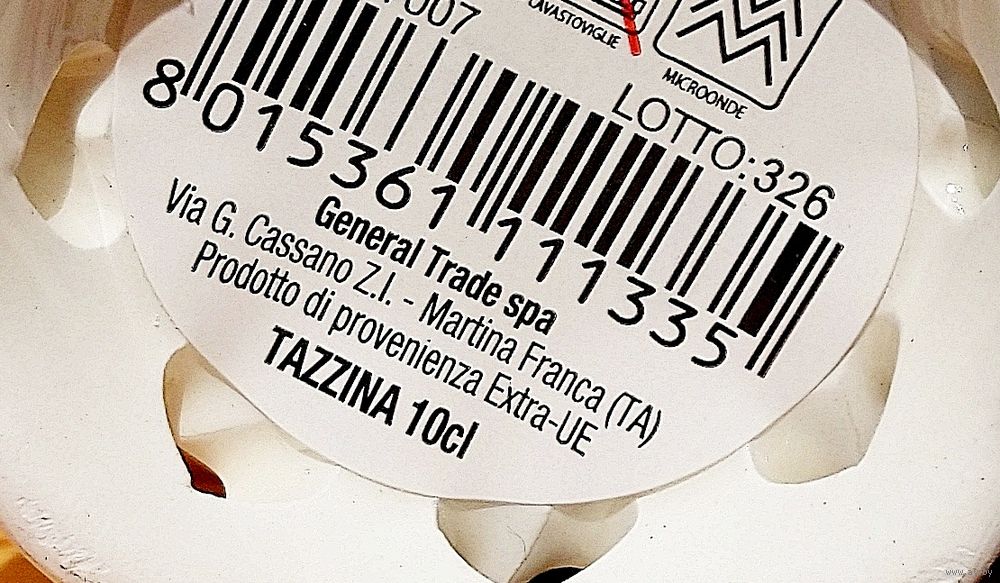 007
LAVASTOVIGLIE
MICROONDE
LOTTO:326
8 015361 111335
General Trade spa
Via G. Cassano Z.I. - Martina Franca (TA)
Prodotto di provenienza Extra-UE
TAZZINA 10cl